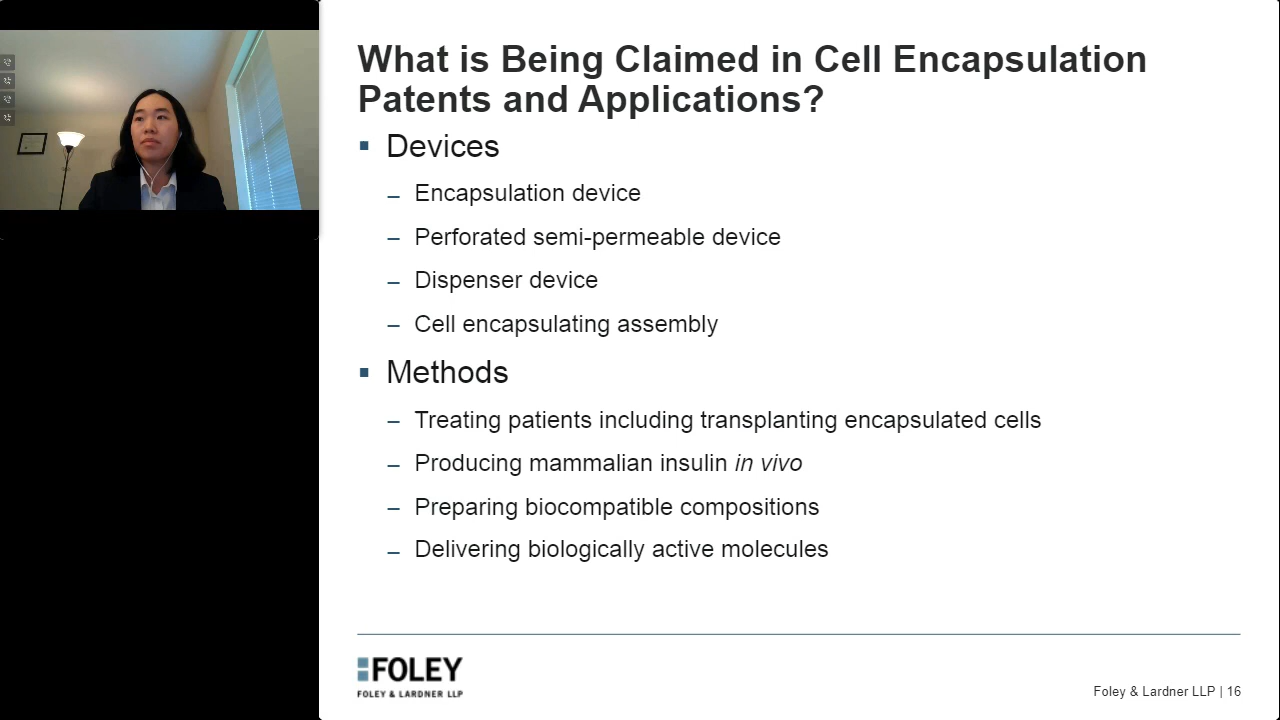 What is Being Claimed in Cell Encapsulation
Patents and Applications?
Devices
– Encapsulation device
– Perforated semi-permeable device
– Dispenser device
– Cell encapsulating assembly
Methods
– Treating patients including transplanting encapsulated cells
– Producing mammalian insulin in vivo
– Preparing biocompatible compositions
– Delivering biologically active molecules
FOLEY
FOLEY & LARDNER LLP
Foley & Lardner LLP | 16